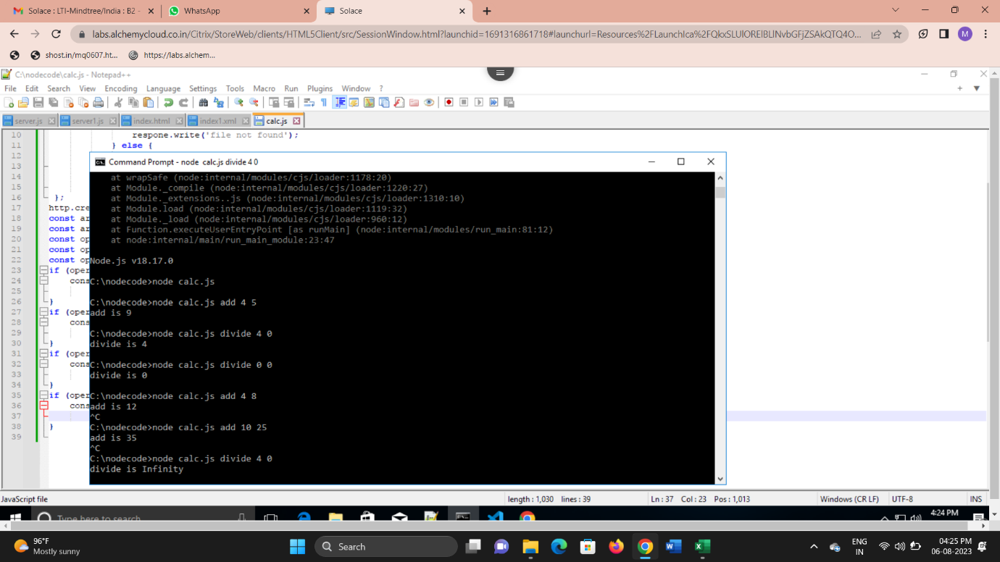 Solace : LTI-Mindtree/India : B2 -
WhatsApp
Solace
labs.alchemycloud.co.in/Citrix/StoreWeb/clients/HTML5Client/src/SessionWindow.html?launchid=1691316861718#launchurl=Resources%2FLaunchIca%2FQkxSLUlORElBLlNvbGFjZSAkQTQ4O...
M
shost.in/mq0607.ht...
https://labs.alchem...
C:\nodecode\calc.js - Notepad++
File Edit Search View Encoding Language Settings Tools Macro Run Plugins Window ?
server.js server1.js index.html index1.xml calc.js
10 respone.write('file not found');
11 } else {
12
13
14
15
16 };
17 http.cre
18 const ar
19 const ar
20 const op
21 const op
22 const op
23 if (oper
24 cons
25
26 }
27 if (oper
28 cons
29
30 }
31 if (oper
32 cons
33
34 }
35 if (oper
36 cons
37
38 }
39
Command Prompt - node calc.js divide 4 0
at wrapSafe (node:internal/modules/cjs/loader:1178:20)
at Module._compile (node:internal/modules/cjs/loader:1220:27)
at Module._extensions..js (node:internal/modules/cjs/loader:1310:10)
at Module.load (node:internal/modules/cjs/loader:1119:32)
at Module._load (node:internal/modules/cjs/loader:960:12)
at Function.executeUserEntryPoint [as runMain] (node:internal/modules/run_main:81:12)
at node:internal/main/run_main_module:23:47
Node.js v18.17.0
C:\nodecode>node calc.js
C:\nodecode>node calc.js add 4 5
add is 9
C:\nodecode>node calc.js divide 4 0
divide is 4
C:\nodecode>node calc.js divide 0 0
divide is 0
C:\nodecode>node calc.js add 4 8
add is 12
^C
C:\nodecode>node calc.js add 10 25
add is 35
^C
C:\nodecode>node calc.js divide 4 0
divide is Infinity
JavaScript file length : 1,030 lines : 39 Ln : 37 Col : 23 Pos : 1,013 Windows (CR LF) UTF-8 INS
Type here to search
4:24 PM
96°F
Mostly sunny
Search
ENG
IN
04:25 PM
06-08-2023